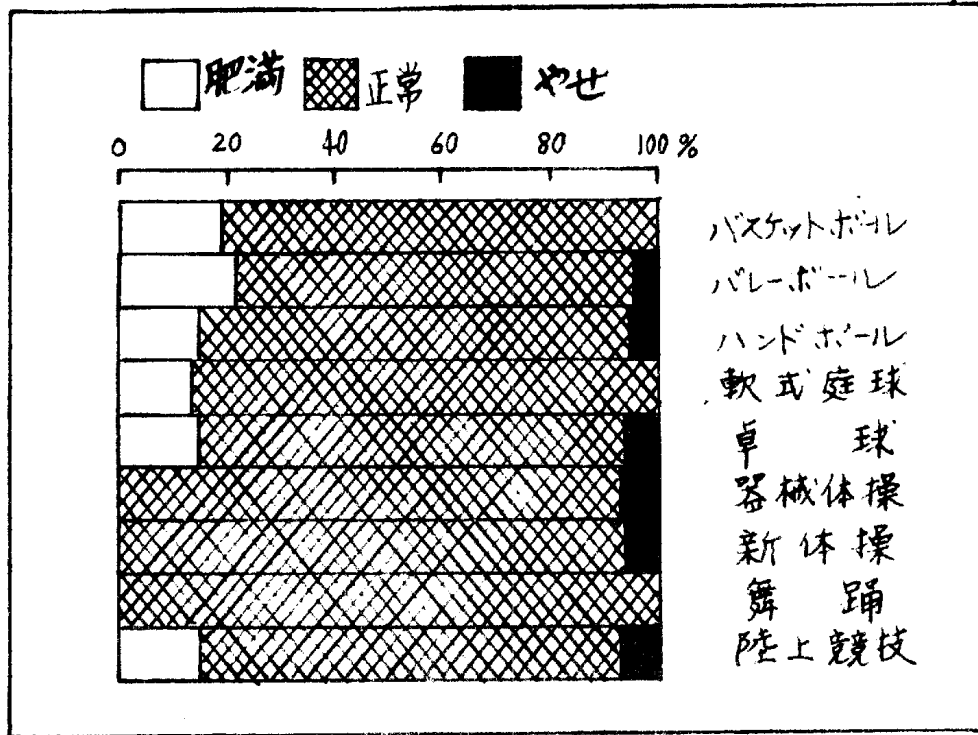 肥満 正常 やせ
0 20 40 60 80 100 %
バスケットボール
バレーボール
ハンドボール
軟式庭球
卓球
器械体操
新体操
舞踊
陸上競技